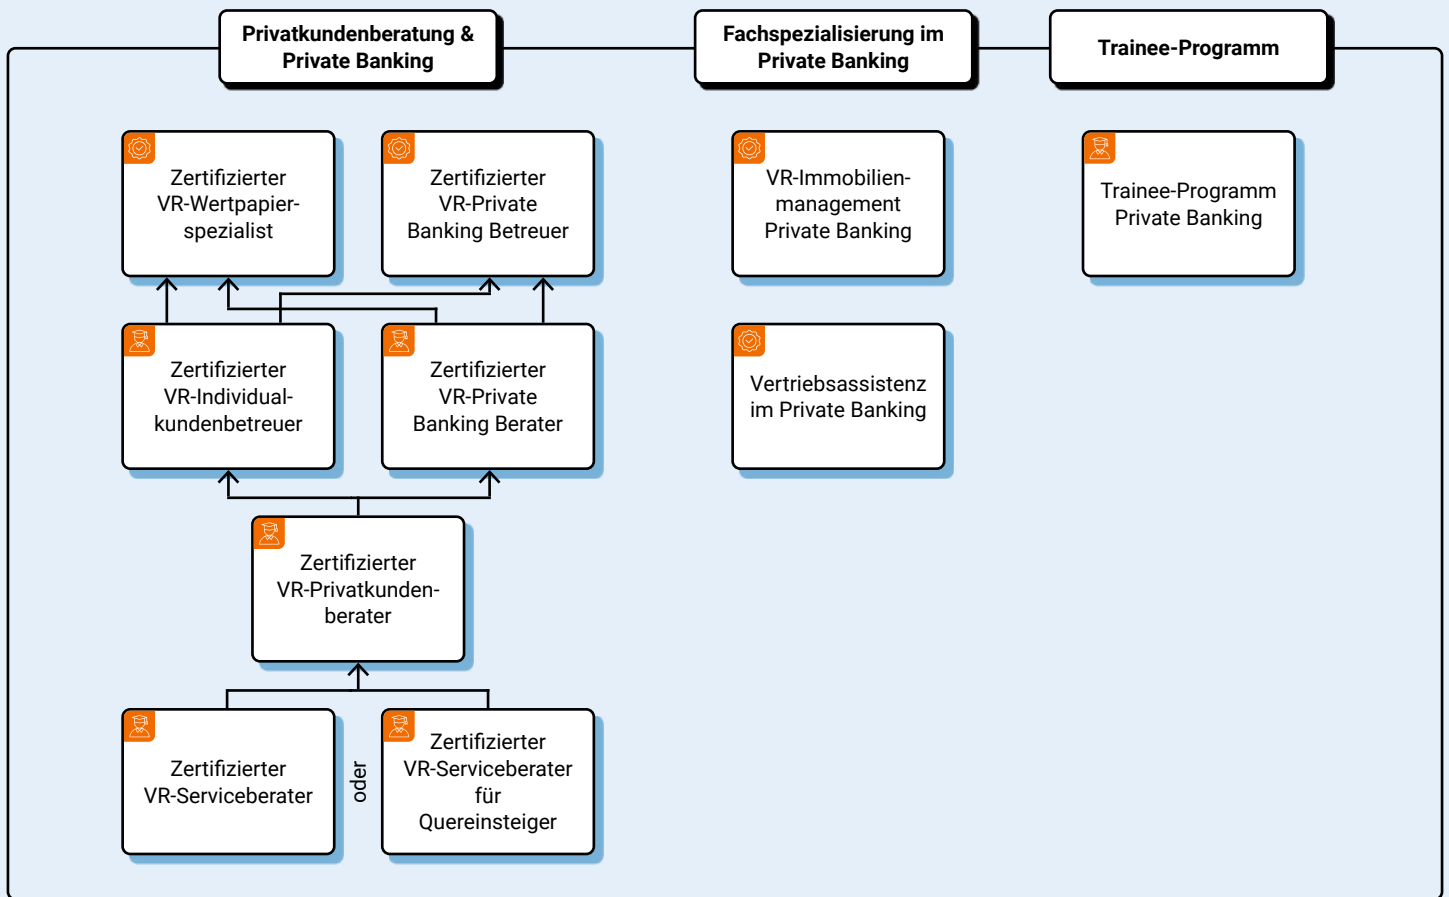 Privatkundenberatung &
Private Banking
Fachspezialisierung im
Private Banking
Trainee-Programm
Zertifizierter
VR-Wertpapier-
spezialist
Zertifizierter
VR-Private
Banking Betreuer
VR-Immobilien-
management
Private Banking
Trainee-Programm
Private Banking
Zertifizierter
VR-Individual-
kundenbetreuer
Zertifizierter
VR-Private
Banking Berater
Vertriebsassistenz
im Private Banking
Zertifizierter
VR-Privatkunden-
berater
Zertifizierter
VR-Serviceberater
oder
Zertifizierter
VR-Serviceberater
für
Quereinsteiger